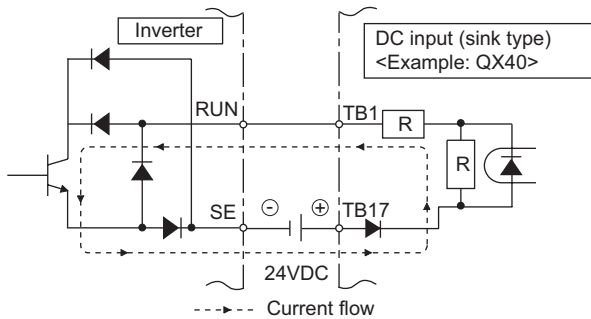 Inverter
DC input (sink type)
<Example: QX40>
RUN
TB1
R
R
SE
⊖
⊕
TB17
24VDC
Current flow